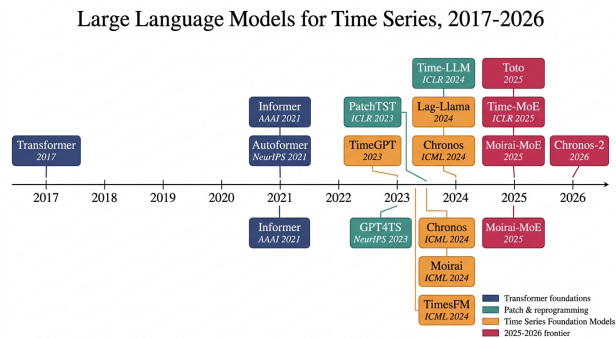 Large Language Models for Time Series, 2017-2026
Time-LLM
ICLR 2024
Toto
2025
Informer
AAAI 2021
PatchTST
ICLR 2023
Lag-Llama
2024
Time-MoE
ICLR 2025
Transformer
2017
Autoformer
NeurIPS 2021
TimeGPT
2023
Chronos
ICML 2024
Moirai-MoE
2025
Chronos-2
2026
2017
2018
2019
2020
2021
2022
2023
2024
2025
2026
Informer
AAAI 2021
GPT4TS
NeurIPS 2023
Chronos
ICML 2024
Moirai-MoE
2025
Moirai
ICML 2024
TimesFM
ICML 2024
Transformer foundations
Patch & reprogramming
Time Series Foundation Models
2025-2026 frontier